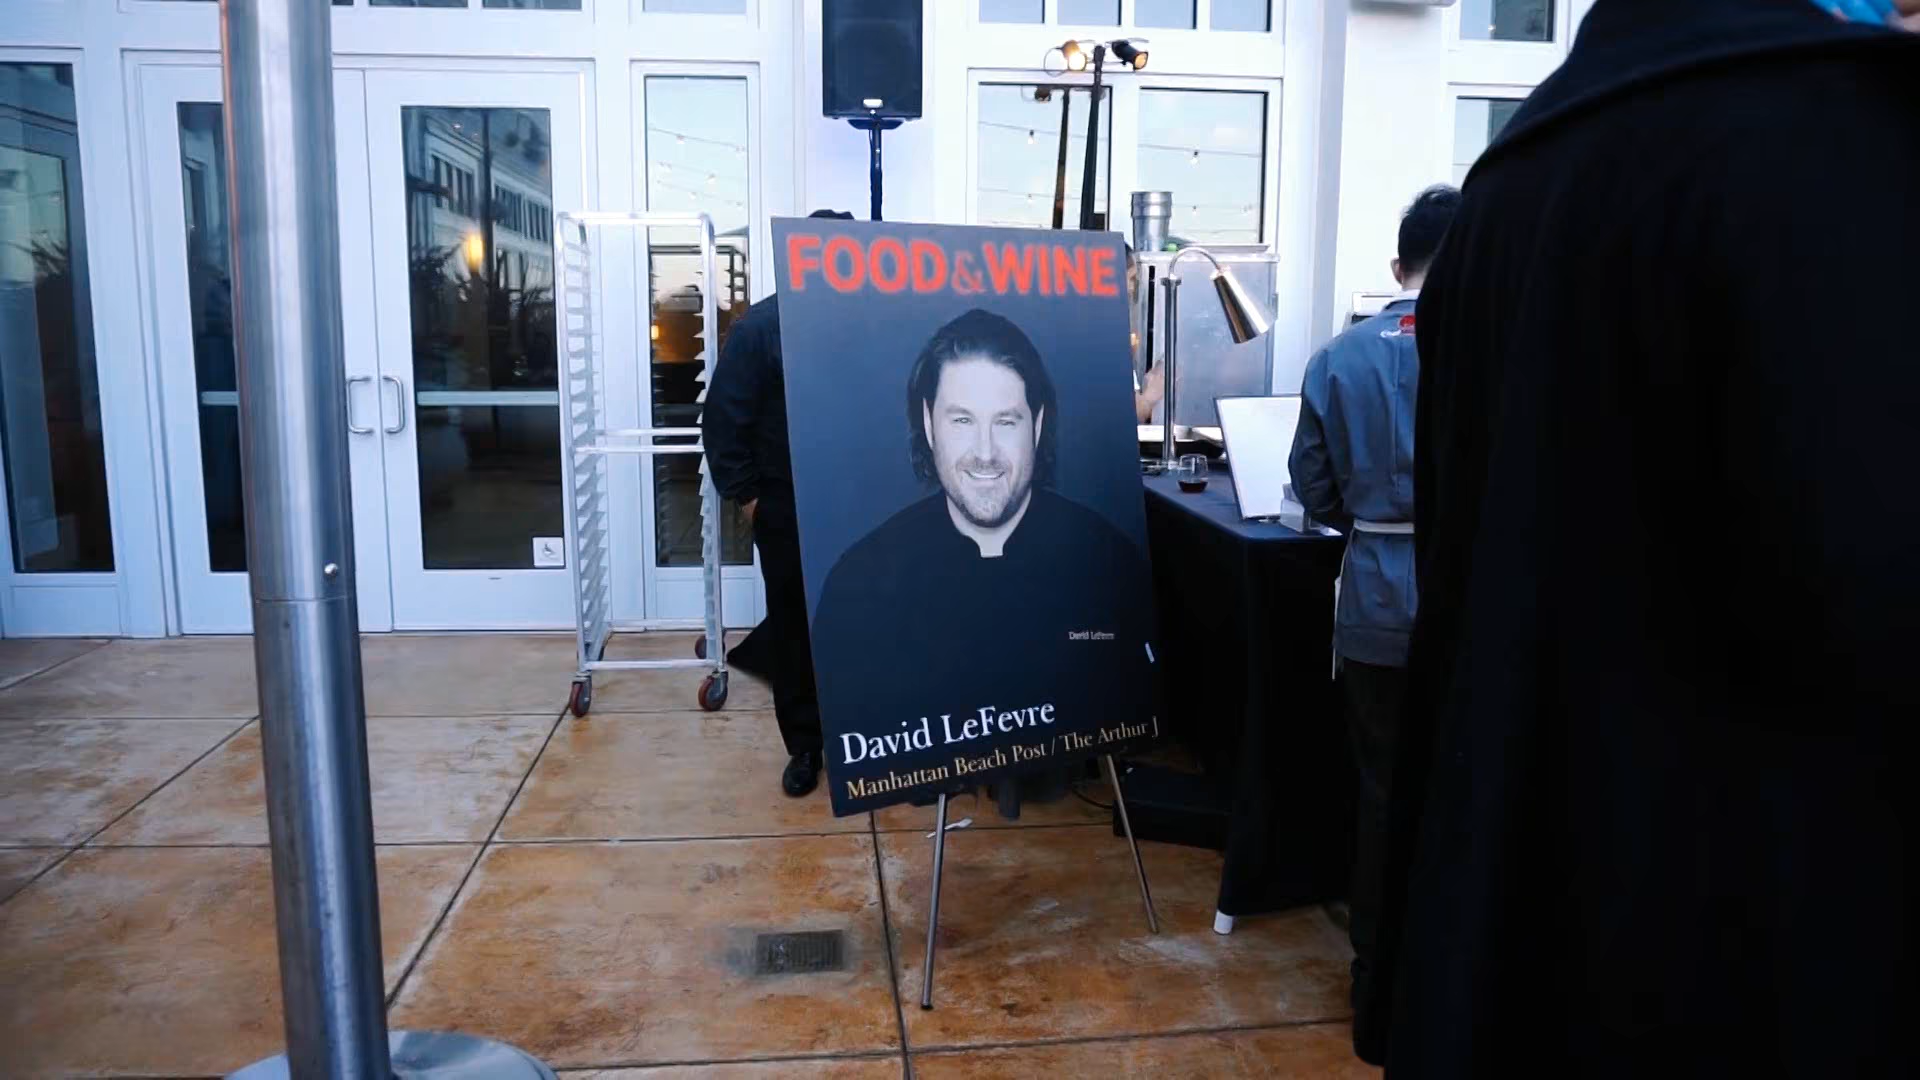 FOOD&WINE
David LeFevre
David LeFevre
Manhattan Beach Post / The Arthur J